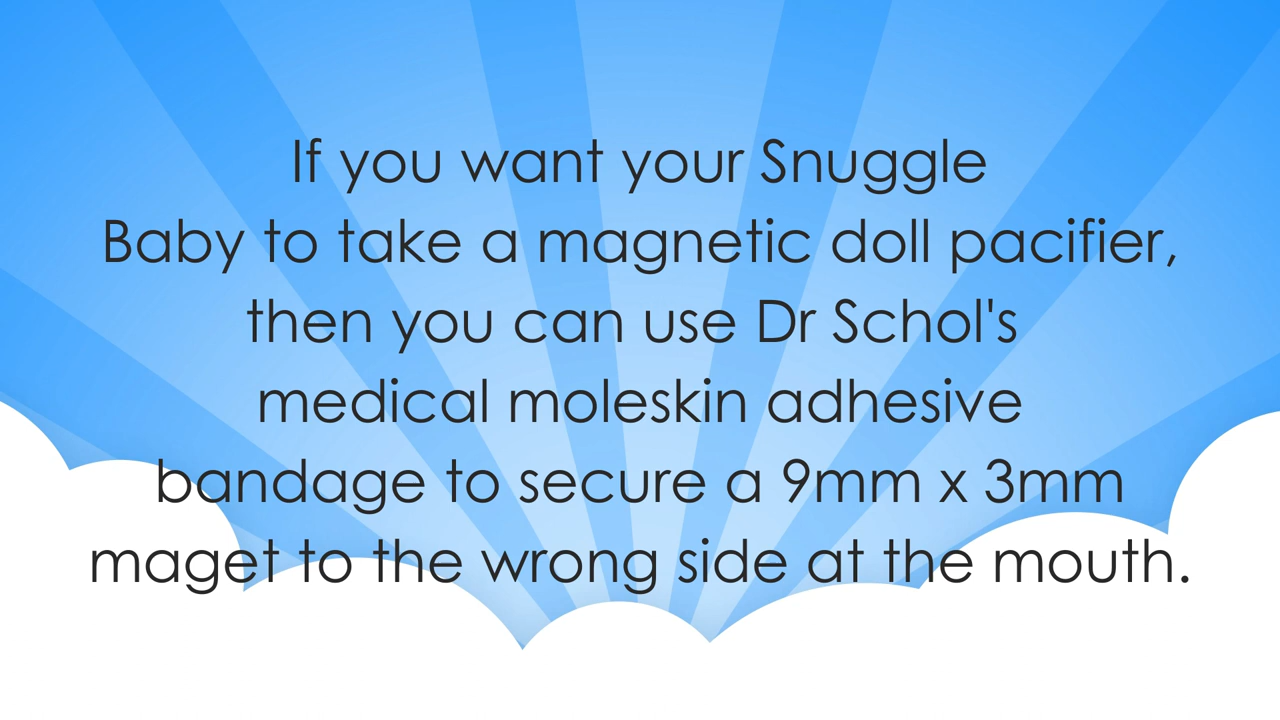 If you want your Snuggle
Baby to take a magnetic doll pacifier,
then you can use Dr Schol's
medical moleskin adhesive
bandage to secure a 9mm x 3mm
maget to the wrong side at the mouth.